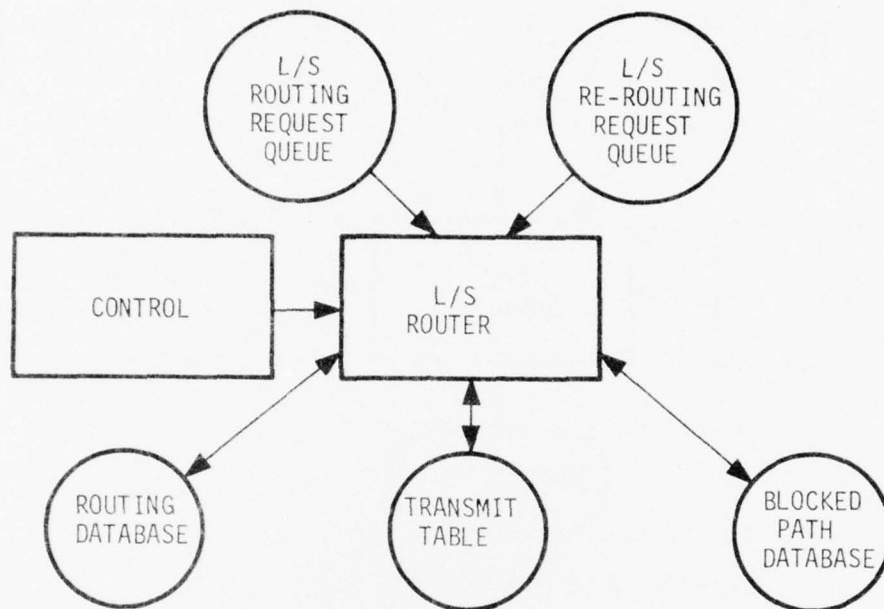 L/S
ROUTING
REQUEST
QUEUE
L/S
RE-ROUTING
REQUEST
QUEUE
CONTROL
L/S
ROUTER
ROUTING
DATABASE
TRANSMIT
TABLE
BLOCKED
PATH
DATABASE